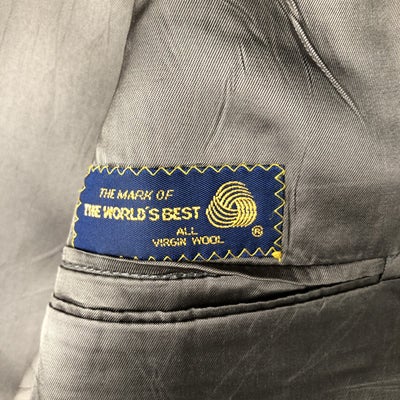 THE MARK OF
THE WORLD'S BEST
ALL
VIRGIN WOOL
®